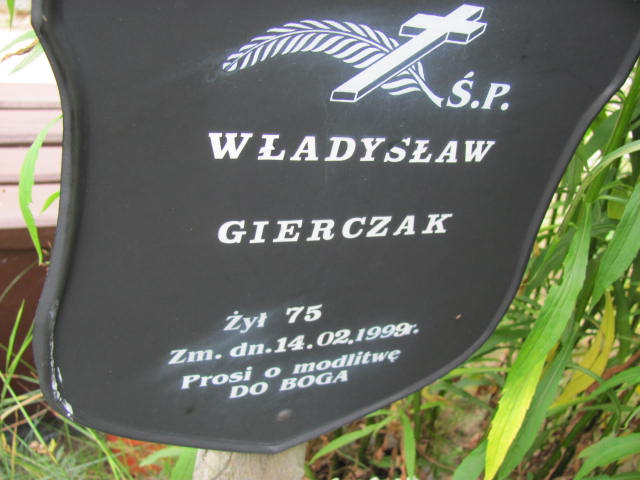 Ś.P.
WŁADYSŁAW
GIERCZAK
Żył 75
Zm. dn. 14.02.1999r.
Prosi o modlitwę
DO BOGA